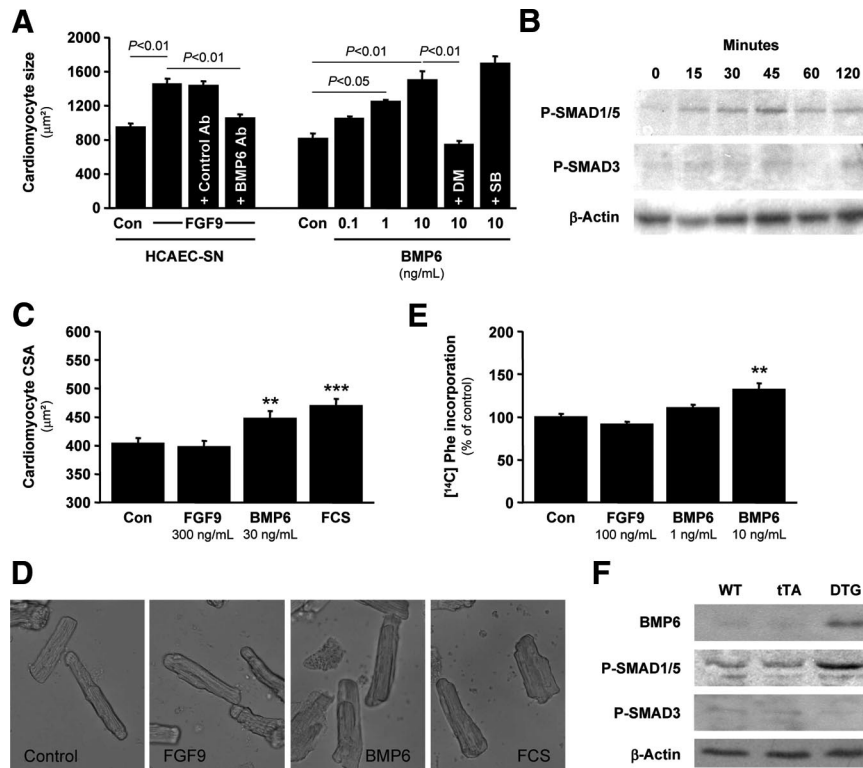 A
Cardiomyocyte size
(μm²)
2000
1600
1200
800
400
0
P<0.01
P<0.01
P<0.01
P<0.01
P<0.05
+ Control Ab
+ BMP6 Ab
+ DM
+ SB
Con
FGF9
Con
0.1
1
10
10
10
HCAEC-SN
BMP6
(ng/mL)
B
Minutes
0 15 30 45 60 120
P-SMAD1/5
P-SMAD3
β-Actin
C
Cardiomyocyte CSA
(μm²)
600
550
500
450
400
350
300
**
***
Con
FGF9
300 ng/mL
BMP6
30 ng/mL
FCS
E
[¹⁴C] Phe incorporation
(% of control)
200
150
100
50
0
**
Con
FGF9
100 ng/mL
BMP6
1 ng/mL
BMP6
10 ng/mL
D
Control
FGF9
BMP6
FCS
F
WT tTA DTG
BMP6
P-SMAD1/5
P-SMAD3
β-Actin